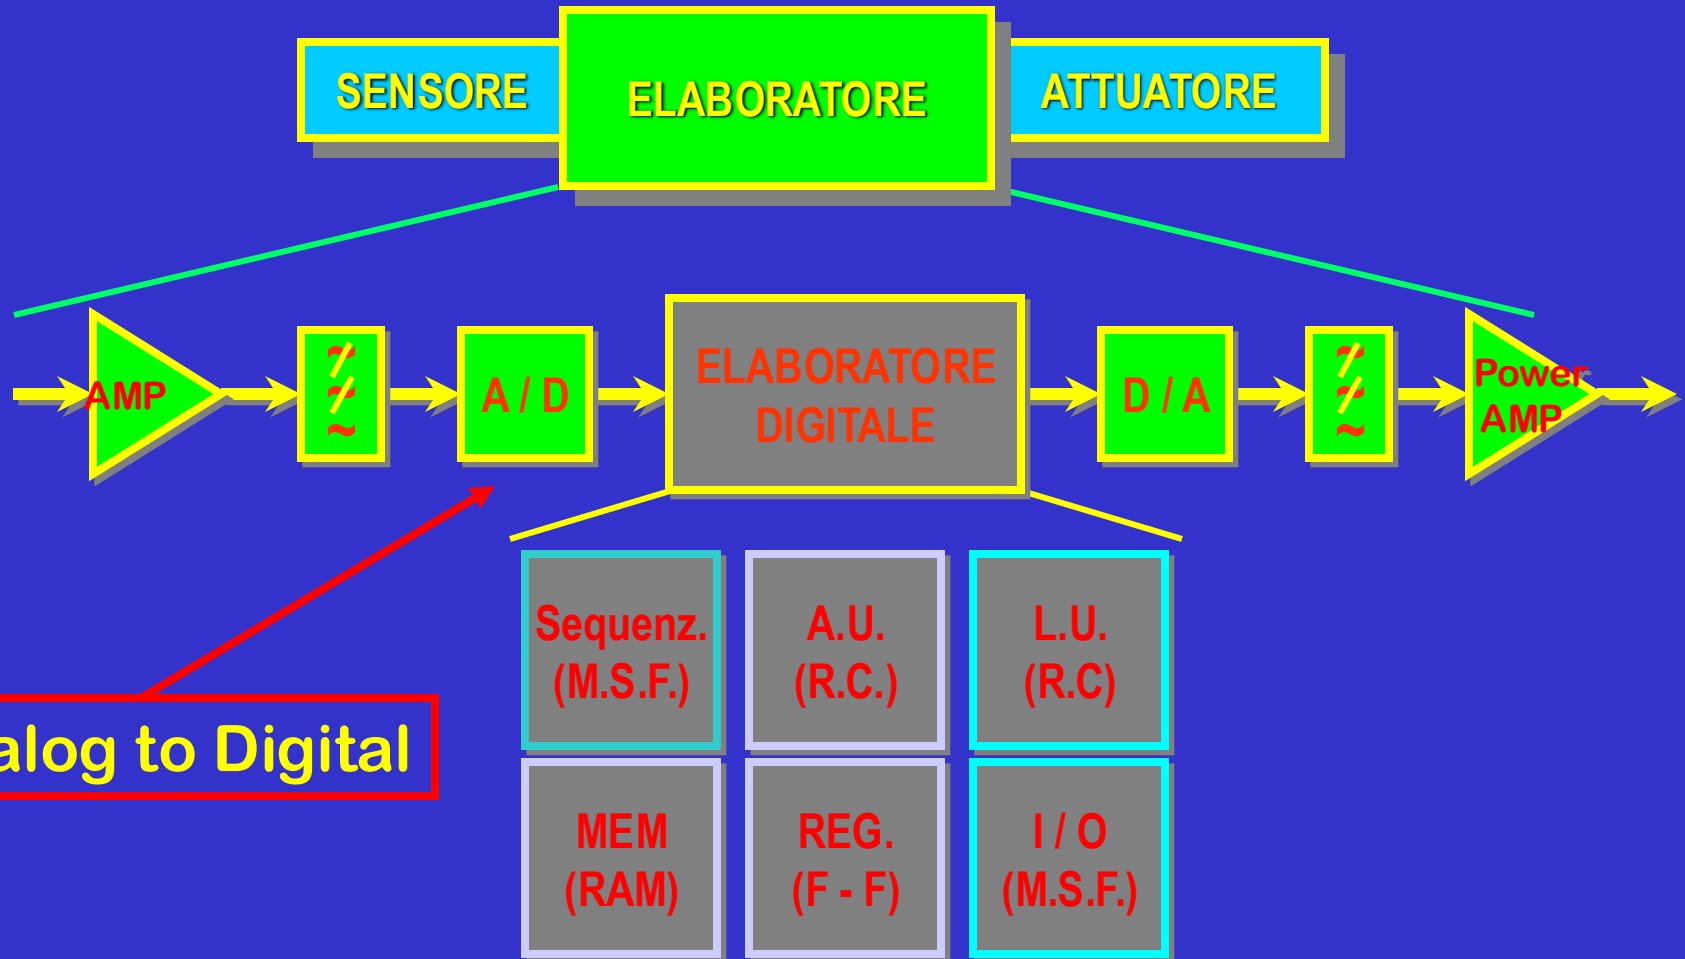 SENSORE
ELABORATORE
ATTUATORE
AMP
A / D
ELABORATORE
DIGITALE
D / A
Power
AMP
Sequenz.
(M.S.F.)
A.U.
(R.C.)
L.U.
(R.C)
alog to Digital
MEM
(RAM)
REG.
(F - F)
I / O
(M.S.F.)